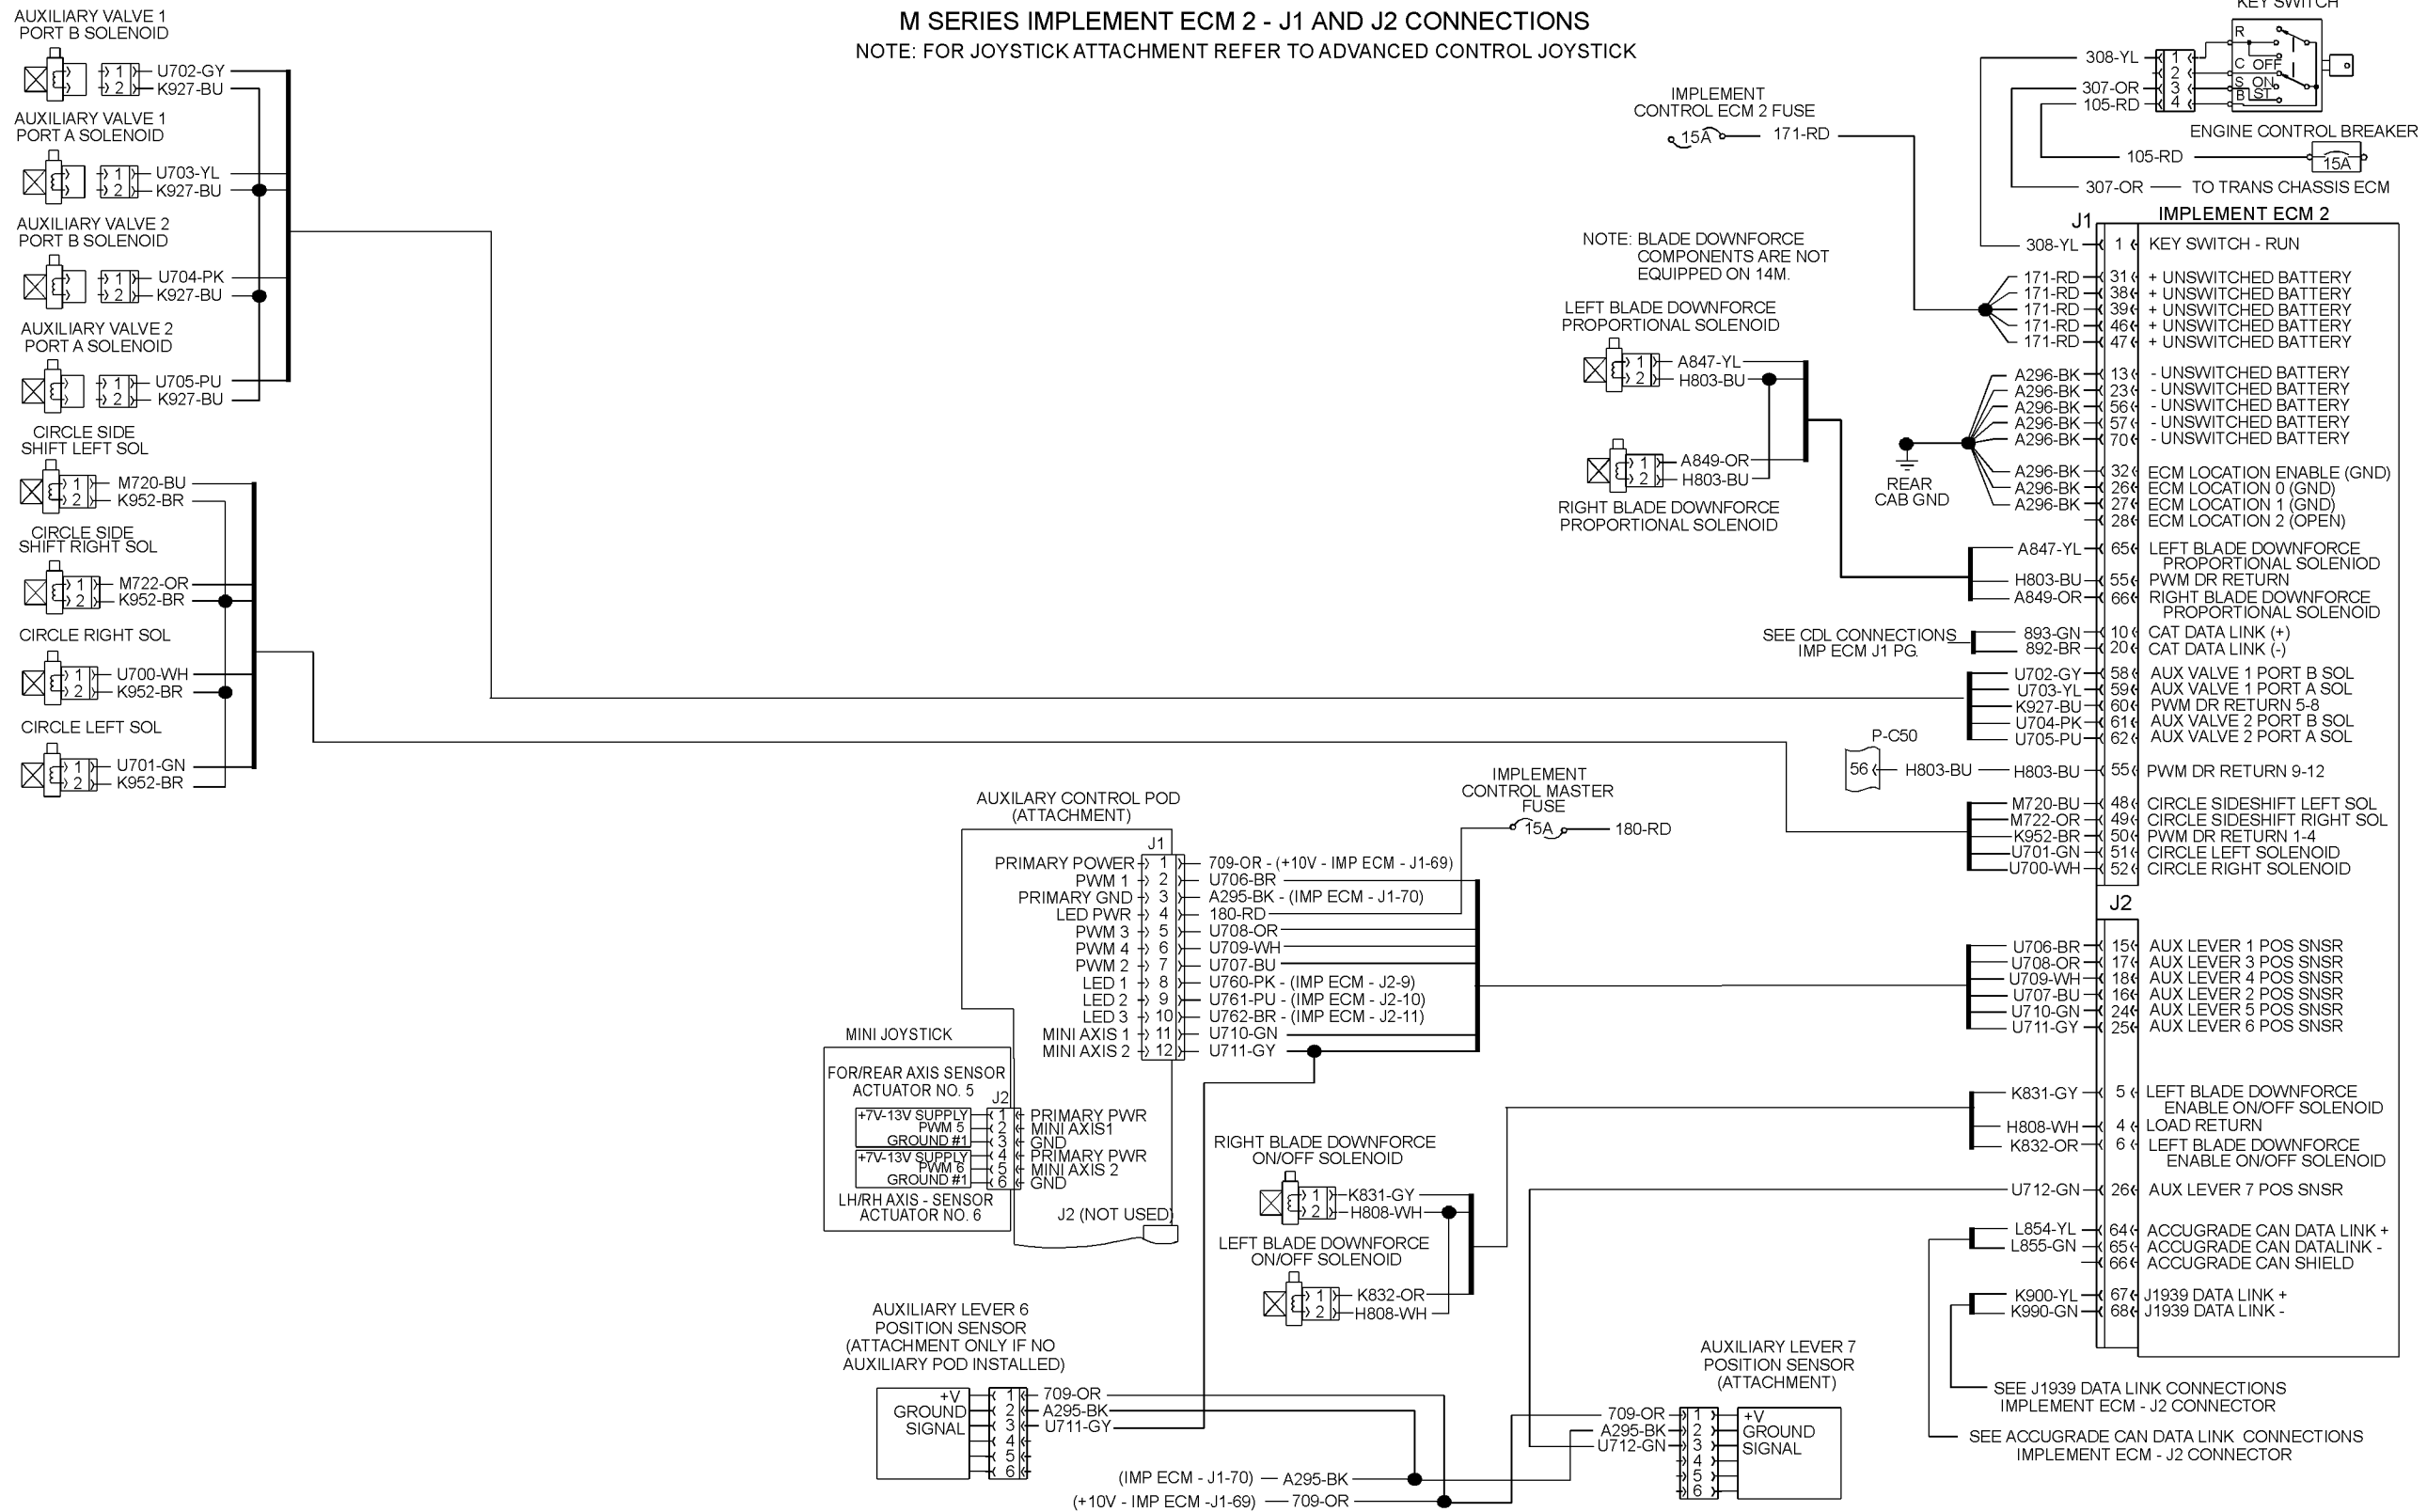 M SERIES IMPLEMENT ECM 2 - J1 AND J2 CONNECTIONS
NOTE: FOR JOYSTICK ATTACHMENT REFER TO ADVANCED CONTROL JOYSTICK
AUXILIARY VALVE 1
PORT B SOLENOID
1 U702-GY
2 K927-BU
AUXILIARY VALVE 1
PORT A SOLENOID
1 U703-YL
2 K927-BU
AUXILIARY VALVE 2
PORT B SOLENOID
1 U704-PK
2 K927-BU
AUXILIARY VALVE 2
PORT A SOLENOID
1 U705-PU
2 K927-BU
CIRCLE SIDE
SHIFT LEFT SOL
1 M720-BU
2 K952-BR
CIRCLE SIDE
SHIFT RIGHT SOL
1 M722-OR
2 K952-BR
CIRCLE RIGHT SOL
1 U700-WH
2 K952-BR
CIRCLE LEFT SOL
1 U701-GN
2 K952-BR
KEY SWITCH
308-YL 1 R
2 C OFF
307-OR 3 S ON
105-RD 4 B ST
ENGINE CONTROL BREAKER
105-RD 15A
307-OR TO TRANS CHASSIS ECM
IMPLEMENT
CONTROL ECM 2 FUSE
15A 171-RD
NOTE: BLADE DOWNFORCE
COMPONENTS ARE NOT
EQUIPPED ON 14M.
LEFT BLADE DOWNFORCE
PROPORTIONAL SOLENOID
1 A847-YL
2 H803-BU
1 A849-OR
2 H803-BU
RIGHT BLADE DOWNFORCE
PROPORTIONAL SOLENOID
REAR
CAB GND
J1 IMPLEMENT ECM 2
308-YL 1 KEY SWITCH - RUN
171-RD 31 + UNSWITCHED BATTERY
171-RD 38 + UNSWITCHED BATTERY
171-RD 39 + UNSWITCHED BATTERY
171-RD 46 + UNSWITCHED BATTERY
171-RD 47 + UNSWITCHED BATTERY
A296-BK 13 - UNSWITCHED BATTERY
A296-BK 23 - UNSWITCHED BATTERY
A296-BK 56 - UNSWITCHED BATTERY
A296-BK 57 - UNSWITCHED BATTERY
A296-BK 70 - UNSWITCHED BATTERY
A296-BK 32 ECM LOCATION ENABLE (GND)
A296-BK 26 ECM LOCATION 0 (GND)
A296-BK 27 ECM LOCATION 1 (GND)
28 ECM LOCATION 2 (OPEN)
A847-YL 65 LEFT BLADE DOWNFORCE
PROPORTIONAL SOLENIOD
H803-BU 55 PWM DR RETURN
A849-OR 66 RIGHT BLADE DOWNFORCE
PROPORTIONAL SOLENOID
SEE CDL CONNECTIONS
IMP ECM J1 PG.
893-GN 10 CAT DATA LINK (+)
892-BR 20 CAT DATA LINK (-)
U702-GY 58 AUX VALVE 1 PORT B SOL
U703-YL 59 AUX VALVE 1 PORT A SOL
K927-BU 60 PWM DR RETURN 5-8
U704-PK 61 AUX VALVE 2 PORT B SOL
U705-PU 62 AUX VALVE 2 PORT A SOL
P-C50
56 H803-BU H803-BU 55 PWM DR RETURN 9-12
M720-BU 48 CIRCLE SIDESHIFT LEFT SOL
M722-OR 49 CIRCLE SIDESHIFT RIGHT SOL
K952-BR 50 PWM DR RETURN 1-4
U701-GN 51 CIRCLE LEFT SOLENOID
U700-WH 52 CIRCLE RIGHT SOLENOID
J2
U706-BR 15 AUX LEVER 1 POS SNSR
U708-OR 17 AUX LEVER 3 POS SNSR
U709-WH 18 AUX LEVER 4 POS SNSR
U707-BU 16 AUX LEVER 2 POS SNSR
U710-GN 24 AUX LEVER 5 POS SNSR
U711-GY 25 AUX LEVER 6 POS SNSR
K831-GY 5 LEFT BLADE DOWNFORCE
ENABLE ON/OFF SOLENOID
H808-WH 4 LOAD RETURN
K832-OR 6 LEFT BLADE DOWNFORCE
ENABLE ON/OFF SOLENOID
U712-GN 26 AUX LEVER 7 POS SNSR
L854-YL 64 ACCUGRADE CAN DATA LINK +
L855-GN 65 ACCUGRADE CAN DATALINK -
66 ACCUGRADE CAN SHIELD
K900-YL 67 J1939 DATA LINK +
K990-GN 68 J1939 DATA LINK -
SEE J1939 DATA LINK CONNECTIONS
IMPLEMENT ECM - J2 CONNECTOR
SEE ACCUGRADE CAN DATA LINK CONNECTIONS
IMPLEMENT ECM - J2 CONNECTOR
IMPLEMENT
CONTROL MASTER
FUSE
15A 180-RD
AUXILARY CONTROL POD
(ATTACHMENT)
J1
PRIMARY POWER 1 709-OR - (+10V - IMP ECM - J1-69)
PWM 1 2 U706-BR
PRIMARY GND 3 A295-BK - (IMP ECM - J1-70)
LED PWR 4 180-RD
PWM 3 5 U708-OR
PWM 4 6 U709-WH
PWM 2 7 U707-BU
LED 1 8 U760-PK - (IMP ECM - J2-9)
LED 2 9 U761-PU - (IMP ECM - J2-10)
LED 3 10 U762-BR - (IMP ECM - J2-11)
MINI AXIS 1 11 U710-GN
MINI AXIS 2 12 U711-GY
MINI JOYSTICK
FOR/REAR AXIS SENSOR
ACTUATOR NO. 5
J2
+7V-13V SUPPLY 1 PRIMARY PWR
PWM 5 2 MINI AXIS1
GROUND #1 3 GND
+7V-13V SUPPLY 4 PRIMARY PWR
PWM 6 5 MINI AXIS 2
GROUND #1 6 GND
LH/RH AXIS - SENSOR
ACTUATOR NO. 6
J2 (NOT USED)
RIGHT BLADE DOWNFORCE
ON/OFF SOLENOID
1 K831-GY
2 H808-WH
LEFT BLADE DOWNFORCE
ON/OFF SOLENOID
1 K832-OR
2 H808-WH
AUXILIARY LEVER 6
POSITION SENSOR
(ATTACHMENT ONLY IF NO
AUXILIARY POD INSTALLED)
+V 1 709-OR
GROUND 2 A295-BK
SIGNAL 3 U711-GY
4
5
6
(IMP ECM - J1-70) A295-BK
(+10V - IMP ECM -J1-69) 709-OR
AUXILIARY LEVER 7
POSITION SENSOR
(ATTACHMENT)
709-OR 1 +V
A295-BK 2 GROUND
U712-GN 3 SIGNAL
4
5
6